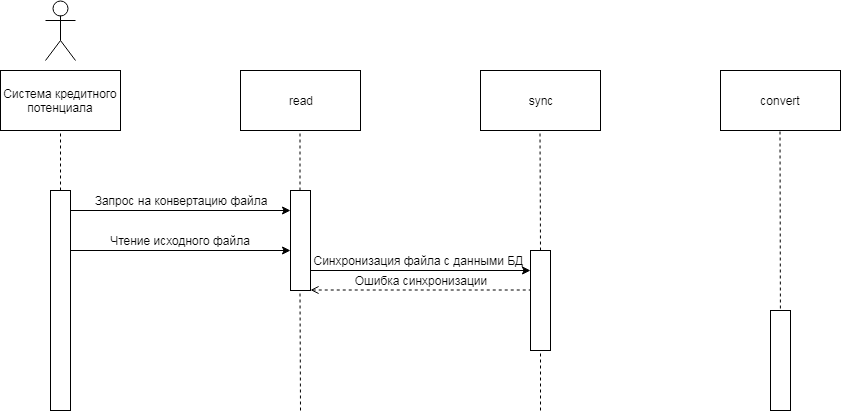 Система кредитного
потенциала
read
sync
convert
Запрос на конвертацию файла
Чтение исходного файла
Синхронизация файла с данными БД
Ошибка синхронизации